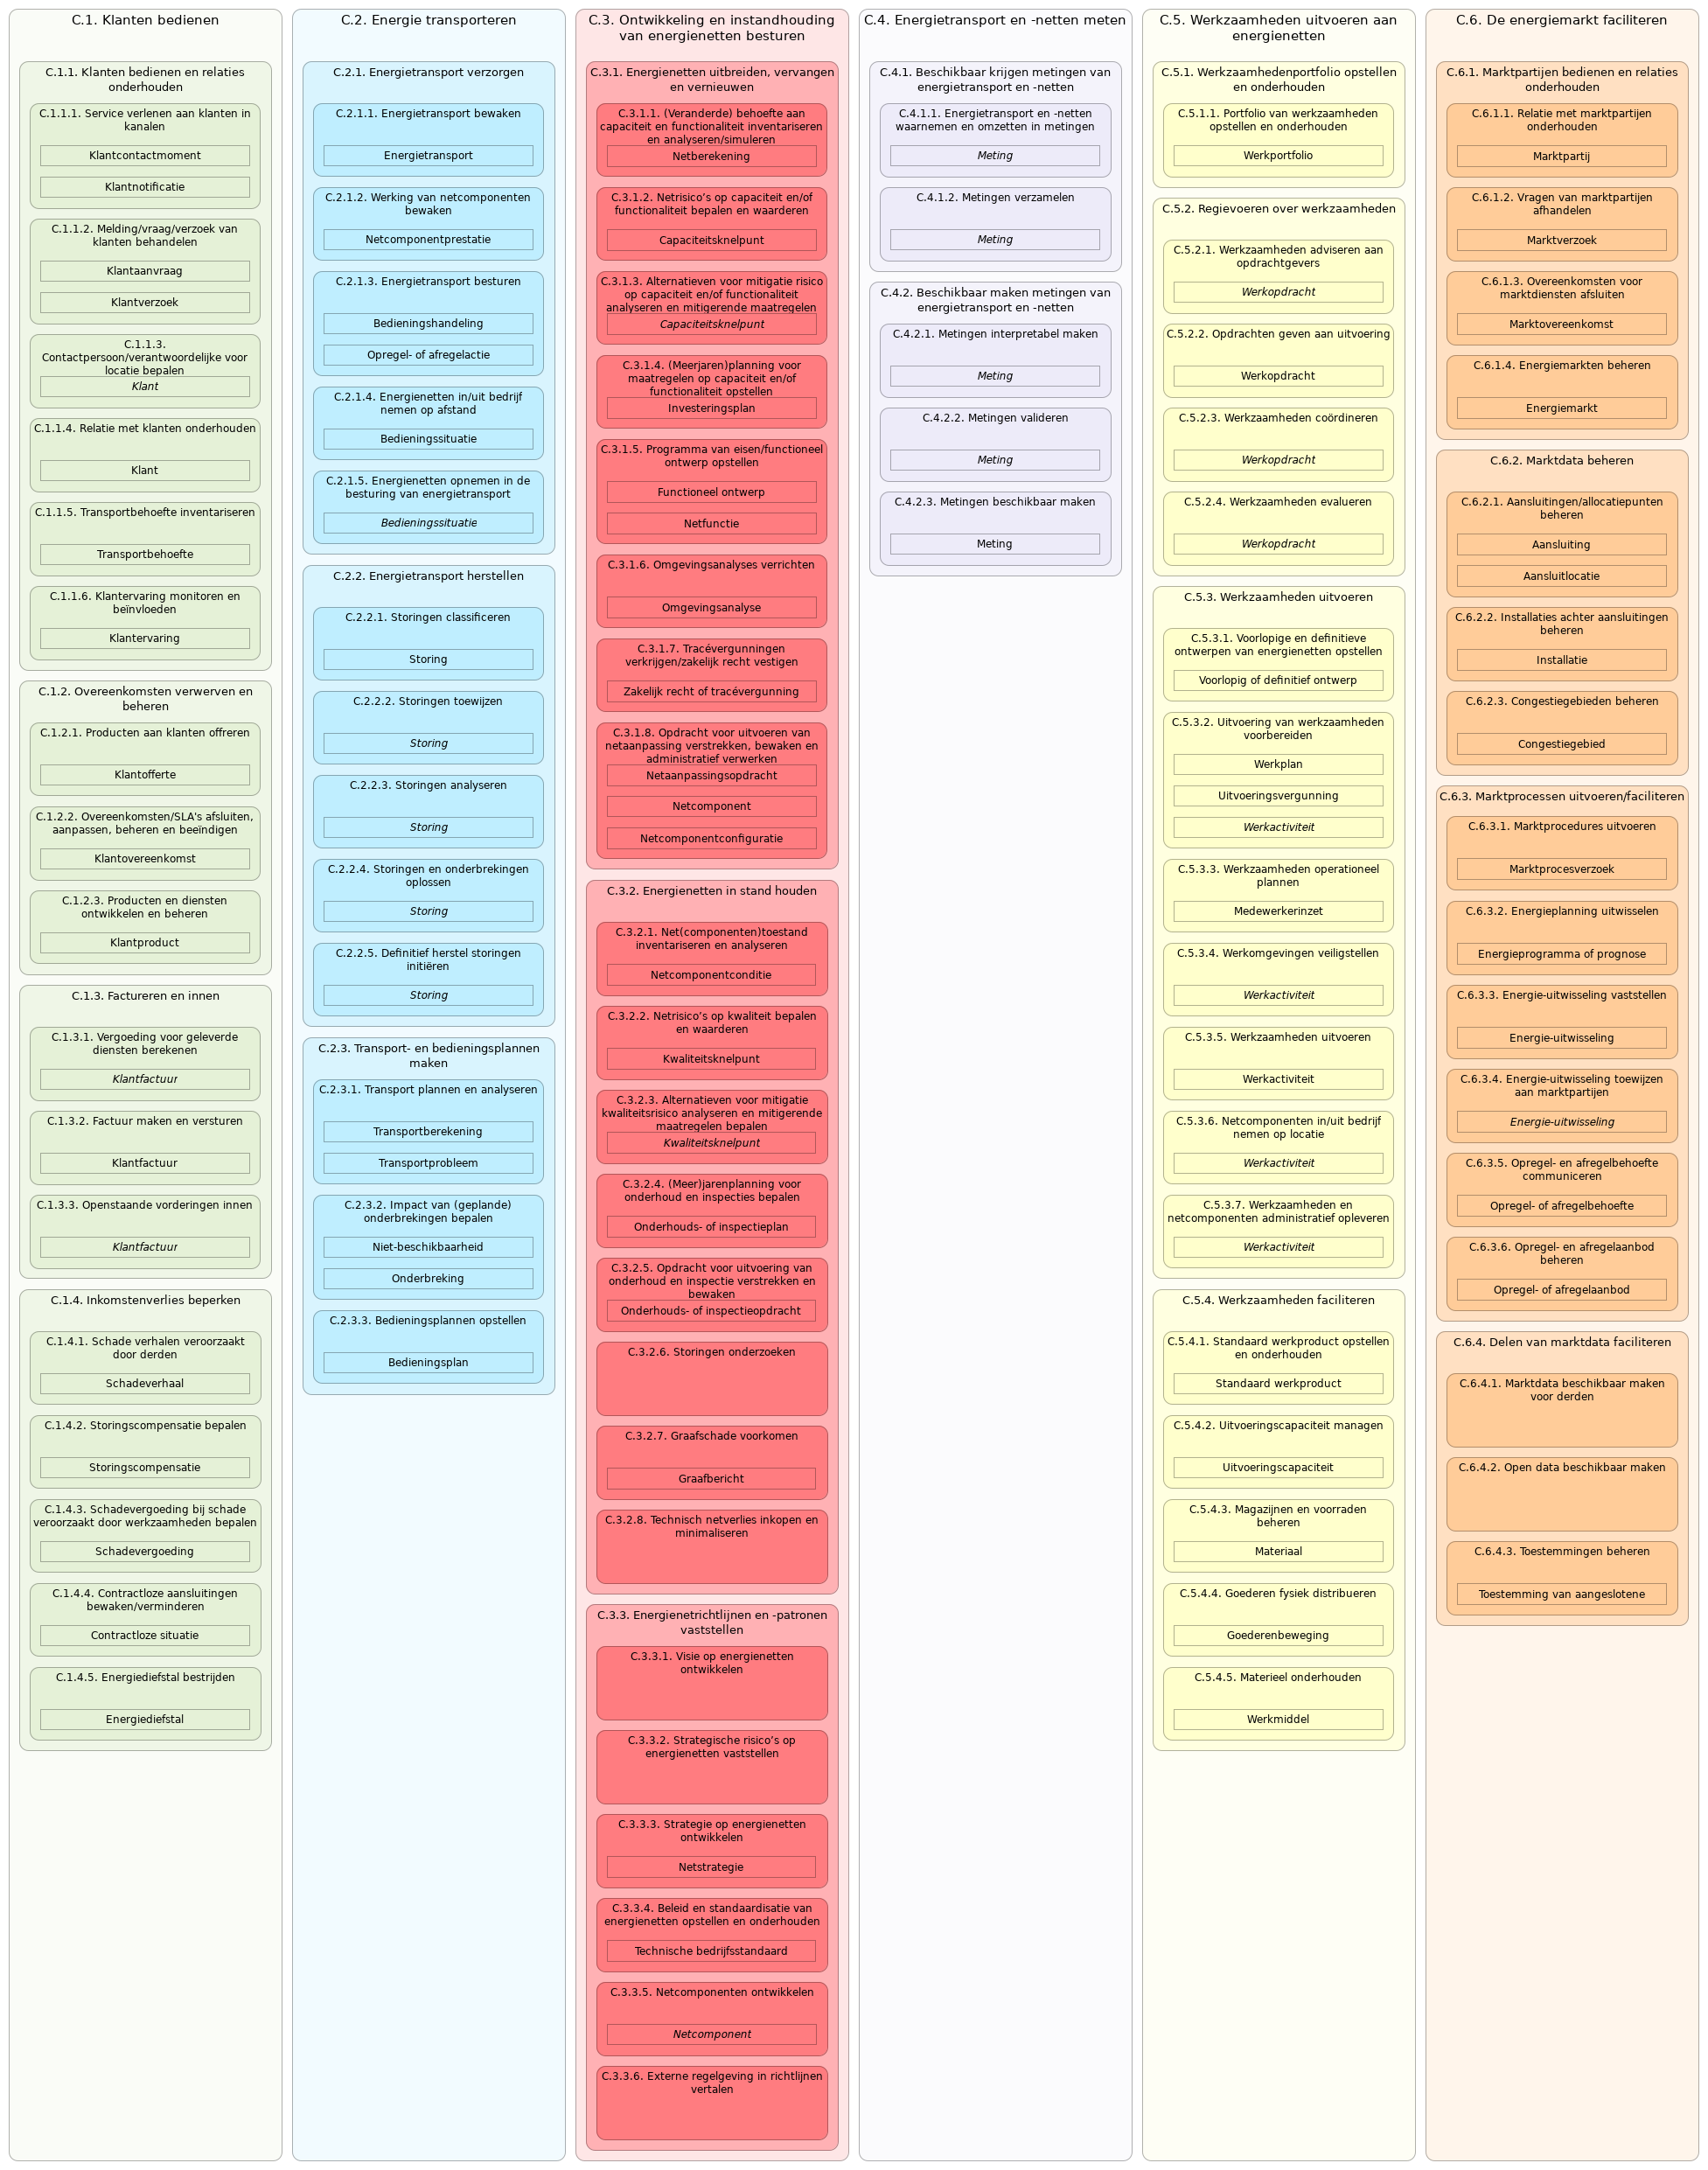 C.1. Klanten bedienen
C.1.1. Klanten bedienen en relaties
onderhouden
C.1.1.1. Service verlenen aan klanten in
kanalen
Klantcontactmoment
Klantnotificatie
C.1.1.2. Melding/vraag/verzoek van
klanten behandelen
Klantaanvraag
Klantverzoek
C.1.1.3.
Contactpersoon/verantwoordelijke voor
locatie bepalen
Klant
C.1.1.4. Relatie met klanten onderhouden
Klant
C.1.1.5. Transportbehoefte inventariseren
Transportbehoefte
C.1.1.6. Klantervaring monitoren en
beïnvloeden
Klantervaring
C.1.2. Overeenkomsten verwerven en
beheren
C.1.2.1. Producten aan klanten offreren
Klantofferte
C.1.2.2. Overeenkomsten/SLA's afsluiten,
aanpassen, beheren en beeïndigen
Klantovereenkomst
C.1.2.3. Producten en diensten
ontwikkelen en beheren
Klantproduct
C.1.3. Factureren en innen
C.1.3.1. Vergoeding voor geleverde
diensten berekenen
Klantfactuur
C.1.3.2. Factuur maken en versturen
Klantfactuur
C.1.3.3. Openstaande vorderingen innen
Klantfactuur
C.1.4. Inkomstenverlies beperken
C.1.4.1. Schade verhalen veroorzaakt
door derden
Schadeverhaal
C.1.4.2. Storingscompensatie bepalen
Storingscompensatie
C.1.4.3. Schadevergoeding bij schade
veroorzaakt door werkzaamheden bepalen
Schadevergoeding
C.1.4.4. Contractloze aansluitingen
bewaken/verminderen
Contractloze situatie
C.1.4.5. Energiediefstal bestrijden
Energiediefstal
C.2. Energie transporteren
C.2.1. Energietransport verzorgen
C.2.1.1. Energietransport bewaken
Energietransport
C.2.1.2. Werking van netcomponenten
bewaken
Netcomponentprestatie
C.2.1.3. Energietransport besturen
Bedieningshandeling
Opregel- of afregelactie
C.2.1.4. Energienetten in/uit bedrijf
nemen op afstand
Bedieningssituatie
C.2.1.5. Energienetten opnemen in de
besturing van energietransport
Bedieningssituatie
C.2.2. Energietransport herstellen
C.2.2.1. Storingen classificeren
Storing
C.2.2.2. Storingen toewijzen
Storing
C.2.2.3. Storingen analyseren
Storing
C.2.2.4. Storingen en onderbrekingen
oplossen
Storing
C.2.2.5. Definitief herstel storingen
initiëren
Storing
C.2.3. Transport- en bedieningsplannen
maken
C.2.3.1. Transport plannen en analyseren
Transportberekening
Transportprobleem
C.2.3.2. Impact van (geplande)
onderbrekingen bepalen
Niet-beschikbaarheid
Onderbreking
C.2.3.3. Bedieningsplannen opstellen
Bedieningsplan
C.3. Ontwikkeling en instandhouding
van energienetten besturen
C.3.1. Energienetten uitbreiden, vervangen
en vernieuwen
C.3.1.1. (Veranderde) behoefte aan
capaciteit en functionaliteit inventariseren
en analyseren/simuleren
Netberekening
C.3.1.2. Netrisico’s op capaciteit en/of
functionaliteit bepalen en waarderen
Capaciteitsknelpunt
C.3.1.3. Alternatieven voor mitigatie risico
op capaciteit en/of functionaliteit
analyseren en mitigerende maatregelen
Capaciteitsknelpunt
C.3.1.4. (Meerjaren)planning voor
maatregelen op capaciteit en/of
functionaliteit opstellen
Investeringsplan
C.3.1.5. Programma van eisen/functioneel
ontwerp opstellen
Functioneel ontwerp
Netfunctie
C.3.1.6. Omgevingsanalyses verrichten
Omgevingsanalyse
C.3.1.7. Tracévergunningen
verkrijgen/zakelijk recht vestigen
Zakelijk recht of tracévergunning
C.3.1.8. Opdracht voor uitvoeren van
netaanpassing verstrekken, bewaken en
administratief verwerken
Netaanpassingsopdracht
Netcomponent
Netcomponentconfiguratie
C.3.2. Energienetten in stand houden
C.3.2.1. Net(componenten)toestand
inventariseren en analyseren
Netcomponentconditie
C.3.2.2. Netrisico’s op kwaliteit bepalen
en waarderen
Kwaliteitsknelpunt
C.3.2.3. Alternatieven voor mitigatie
kwaliteitsrisico analyseren en mitigerende
maatregelen bepalen
Kwaliteitsknelpunt
C.3.2.4. (Meer)jarenplanning voor
onderhoud en inspecties bepalen
Onderhouds- of inspectieplan
C.3.2.5. Opdracht voor uitvoering van
onderhoud en inspectie verstrekken en
bewaken
Onderhouds- of inspectieopdracht
C.3.2.6. Storingen onderzoeken
C.3.2.7. Graafschade voorkomen
Graafbericht
C.3.2.8. Technisch netverlies inkopen en
minimaliseren
C.3.3. Energienetrichtlijnen en -patronen
vaststellen
C.3.3.1. Visie op energienetten
ontwikkelen
C.3.3.2. Strategische risico’s op
energienetten vaststellen
C.3.3.3. Strategie op energienetten
ontwikkelen
Netstrategie
C.3.3.4. Beleid en standaardisatie van
energienetten opstellen en onderhouden
Technische bedrijfsstandaard
C.3.3.5. Netcomponenten ontwikkelen
Netcomponent
C.3.3.6. Externe regelgeving in richtlijnen
vertalen
C.4. Energietransport en -netten meten
C.4.1. Beschikbaar krijgen metingen van
energietransport en -netten
C.4.1.1. Energietransport en -netten
waarnemen en omzetten in metingen
Meting
C.4.1.2. Metingen verzamelen
Meting
C.4.2. Beschikbaar maken metingen van
energietransport en -netten
C.4.2.1. Metingen interpretabel maken
Meting
C.4.2.2. Metingen valideren
Meting
C.4.2.3. Metingen beschikbaar maken
Meting
C.5. Werkzaamheden uitvoeren aan
energienetten
C.5.1. Werkzaamhedenportfolio opstellen
en onderhouden
C.5.1.1. Portfolio van werkzaamheden
opstellen en onderhouden
Werkportfolio
C.5.2. Regievoeren over werkzaamheden
C.5.2.1. Werkzaamheden adviseren aan
opdrachtgevers
Werkopdracht
C.5.2.2. Opdrachten geven aan uitvoering
Werkopdracht
C.5.2.3. Werkzaamheden coördineren
Werkopdracht
C.5.2.4. Werkzaamheden evalueren
Werkopdracht
C.5.3. Werkzaamheden uitvoeren
C.5.3.1. Voorlopige en definitieve
ontwerpen van energienetten opstellen
Voorlopig of definitief ontwerp
C.5.3.2. Uitvoering van werkzaamheden
voorbereiden
Werkplan
Uitvoeringsvergunning
Werkactiviteit
C.5.3.3. Werkzaamheden operationeel
plannen
Medewerkerinzet
C.5.3.4. Werkomgevingen veiligstellen
Werkactiviteit
C.5.3.5. Werkzaamheden uitvoeren
Werkactiviteit
C.5.3.6. Netcomponenten in/uit bedrijf
nemen op locatie
Werkactiviteit
C.5.3.7. Werkzaamheden en
netcomponenten administratief opleveren
Werkactiviteit
C.5.4. Werkzaamheden faciliteren
C.5.4.1. Standaard werkproduct opstellen
en onderhouden
Standaard werkproduct
C.5.4.2. Uitvoeringscapaciteit managen
Uitvoeringscapaciteit
C.5.4.3. Magazijnen en voorraden
beheren
Materiaal
C.5.4.4. Goederen fysiek distribueren
Goederenbeweging
C.5.4.5. Materieel onderhouden
Werkmiddel
C.6. De energiemarkt faciliteren
C.6.1. Marktpartijen bedienen en relaties
onderhouden
C.6.1.1. Relatie met marktpartijen
onderhouden
Marktpartij
C.6.1.2. Vragen van marktpartijen
afhandelen
Marktverzoek
C.6.1.3. Overeenkomsten voor
marktdiensten afsluiten
Marktovereenkomst
C.6.1.4. Energiemarkten beheren
Energiemarkt
C.6.2. Marktdata beheren
C.6.2.1. Aansluitingen/allocatiepunten
beheren
Aansluiting
Aansluitlocatie
C.6.2.2. Installaties achter aansluitingen
beheren
Installatie
C.6.2.3. Congestiegebieden beheren
Congestiegebied
C.6.3. Marktprocessen uitvoeren/faciliteren
C.6.3.1. Marktprocedures uitvoeren
Marktprocesverzoek
C.6.3.2. Energieplanning uitwisselen
Energieprogramma of prognose
C.6.3.3. Energie-uitwisseling vaststellen
Energie-uitwisseling
C.6.3.4. Energie-uitwisseling toewijzen
aan marktpartijen
Energie-uitwisseling
C.6.3.5. Opregel- en afregelbehoefte
communiceren
Opregel- of afregelbehoefte
C.6.3.6. Opregel- en afregelaanbod
beheren
Opregel- of afregelaanbod
C.6.4. Delen van marktdata faciliteren
C.6.4.1. Marktdata beschikbaar maken
voor derden
C.6.4.2. Open data beschikbaar maken
C.6.4.3. Toestemmingen beheren
Toestemming van aangeslotene